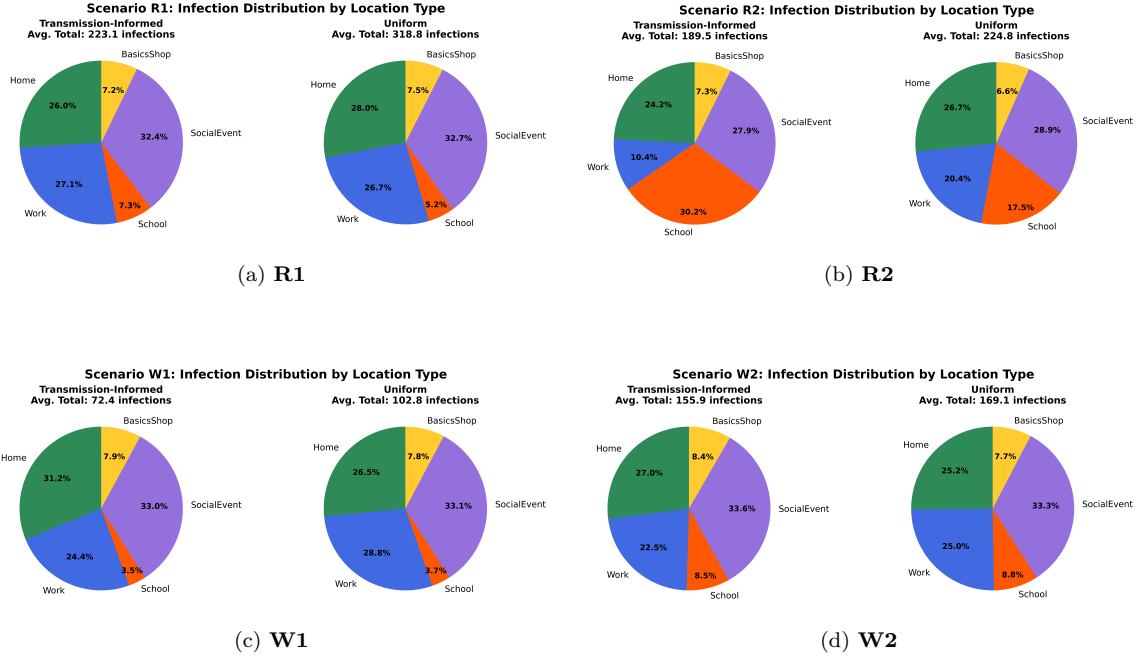 Scenario R1: Infection Distribution by Location Type
Transmission-Informed
Avg. Total: 223.1 infections
Uniform
Avg. Total: 318.8 infections
BasicsShop
7.2%
Home
26.0%
SocialEvent
32.4%
27.1%
Work
7.3%
School
BasicsShop
7.5%
Home
28.0%
SocialEvent
32.7%
26.7%
Work
5.2%
School
(a) R1
Scenario R2: Infection Distribution by Location Type
Transmission-Informed
Avg. Total: 189.5 infections
Uniform
Avg. Total: 224.8 infections
BasicsShop
7.3%
Home
24.2%
SocialEvent
27.9%
10.4%
Work
30.2%
School
BasicsShop
6.6%
Home
26.7%
SocialEvent
28.9%
20.4%
Work
17.5%
School
(b) R2
Scenario W1: Infection Distribution by Location Type
Transmission-Informed
Avg. Total: 72.4 infections
Uniform
Avg. Total: 102.8 infections
BasicsShop
7.9%
Home
31.2%
SocialEvent
33.0%
24.4%
Work
3.5%
School
BasicsShop
7.8%
Home
26.5%
SocialEvent
33.1%
28.8%
Work
3.7%
School
(c) W1
Scenario W2: Infection Distribution by Location Type
Transmission-Informed
Avg. Total: 155.9 infections
Uniform
Avg. Total: 169.1 infections
BasicsShop
8.4%
Home
27.0%
SocialEvent
33.6%
22.5%
Work
8.5%
School
BasicsShop
7.7%
Home
25.2%
SocialEvent
33.3%
25.0%
Work
8.8%
School
(d) W2